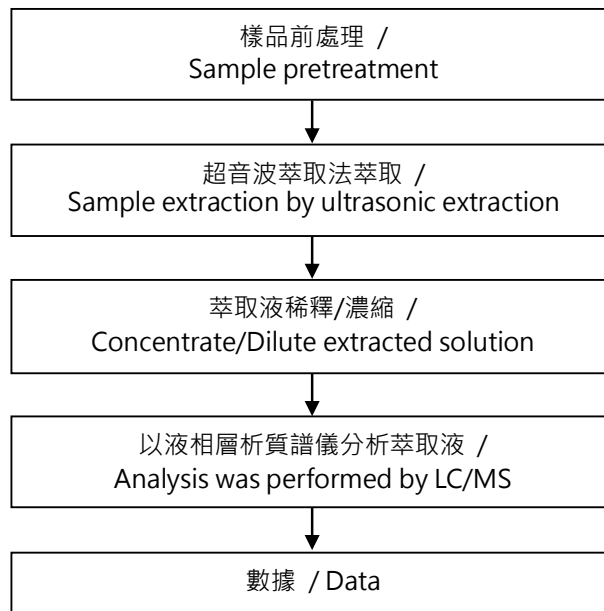 樣品前處理 /
Sample pretreatment
超音波萃取法萃取 /
Sample extraction by ultrasonic extraction
萃取液稀釋/濃縮 /
Concentrate/Dilute extracted solution
以液相層析質譜儀分析萃取液 /
Analysis was performed by LC/MS
數據 / Data